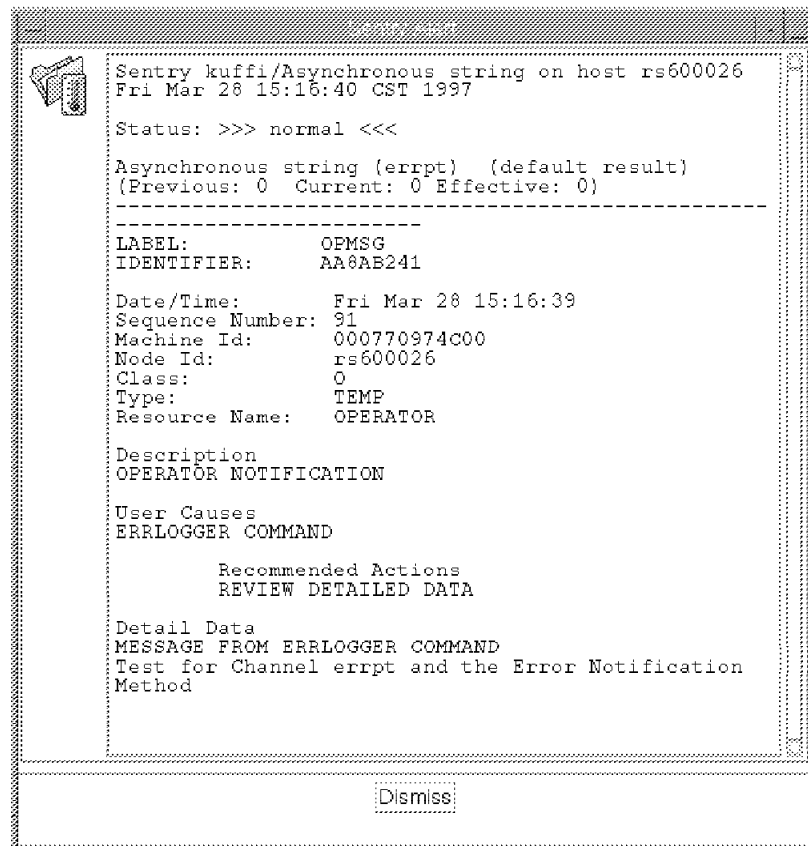 Sentry kuffi/Asynchronous string on host rs600026
Fri Mar 28 15:16:40 CST 1997
Status: >>> normal <<<
Asynchronous string (errpt)  (default result)
(Previous: 0  Current: 0 Effective: 0)
---------------------------------------------------
------------------------
LABEL:          OPMSG
IDENTIFIER:     AA8AB241
Date/Time:       Fri Mar 28 15:16:39
Sequence Number: 91
Machine Id:      000770974C00
Node Id:         rs600026
Class:           O
Type:            TEMP
Resource Name:   OPERATOR
Description
OPERATOR NOTIFICATION
User Causes
ERRLOGGER COMMAND
Recommended Actions
REVIEW DETAILED DATA
Detail Data
MESSAGE FROM ERRLOGGER COMMAND
Test for Channel errpt and the Error Notification
Method
Dismiss